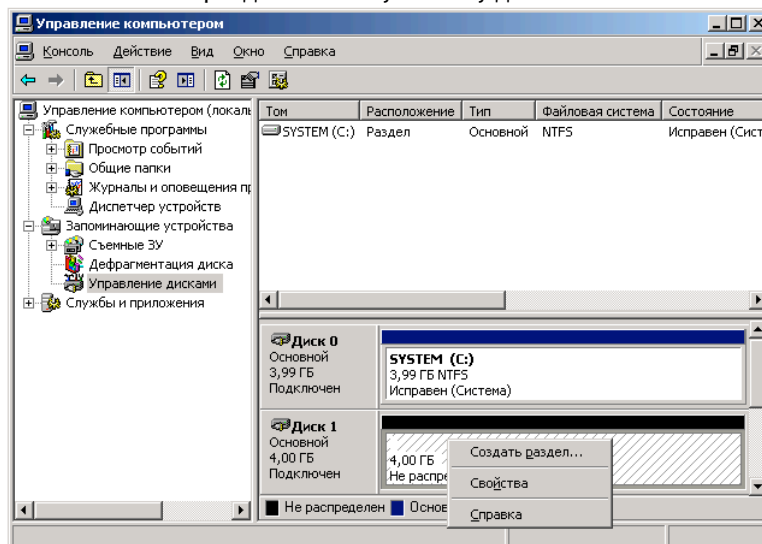 Управление компьютером
Консоль Действие Вид Окно Справка
Управление компьютером (локаль
Служебные программы
Просмотр событий
Общие папки
Журналы и оповещения пр
Диспетчер устройств
Запоминающие устройства
Съемные ЗУ
Дефрагментация диска
Управление дисками
Службы и приложения
Том Расположение Тип Файловая система Состояние
SYSTEM (C:) Раздел Основной NTFS Исправен (Сист
Диск 0
Основной
3,99 ГБ
Подключен
SYSTEM (C:)
3,99 ГБ NTFS
Исправен (Система)
Диск 1
Основной
4,00 ГБ
Подключен
4,00 ГБ
Не распре
Создать раздел...
Свойства
Справка
Не распределен Основ